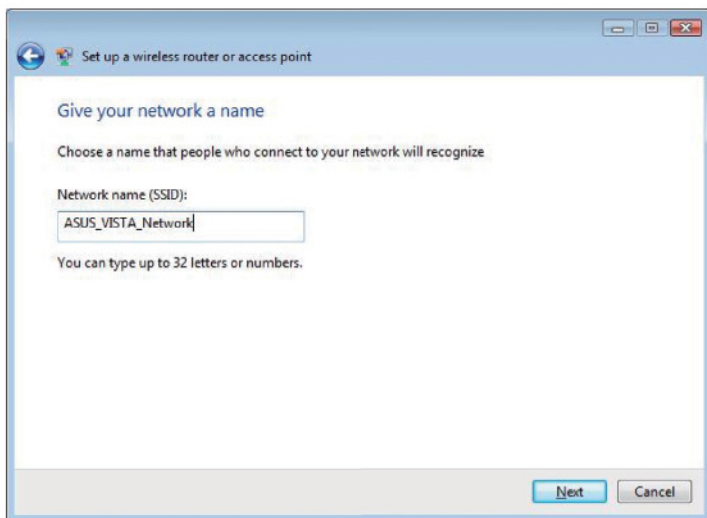 Set up a wireless router or access point
Give your network a name
Choose a name that people who connect to your network will recognize
Network name (SSID):
ASUS_VISTA_Network
You can type up to 32 letters or numbers.
Next Cancel